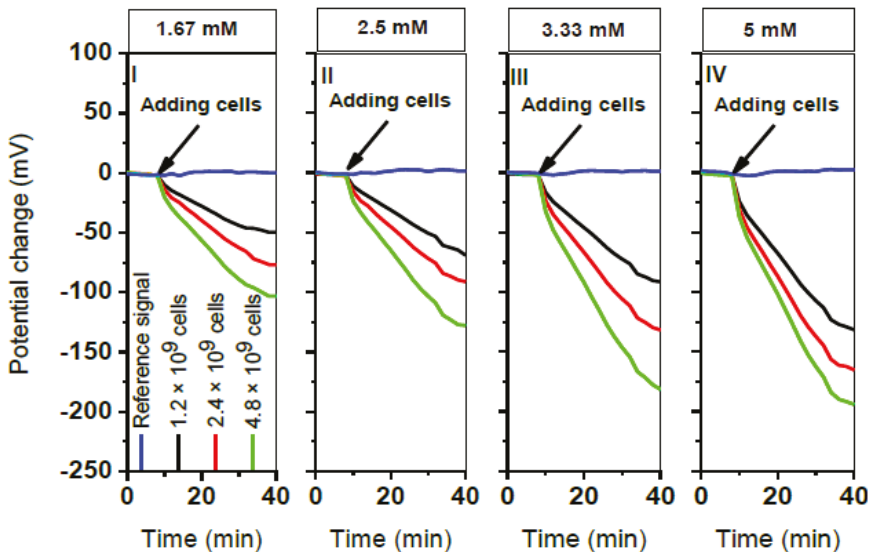 1.67 mM
2.5 mM
3.33 mM
5 mM
Potential change (mV)
100
50
0
-50
-100
-150
-200
-250
I
Adding cells
Reference signal
1.2 × 10⁹ cells
2.4 × 10⁹ cells
4.8 × 10⁹ cells
0
20
40
Time (min)
II
Adding cells
0
20
40
Time (min)
III
Adding cells
0
20
40
Time (min)
IV
Adding cells
0
20
40
Time (min)